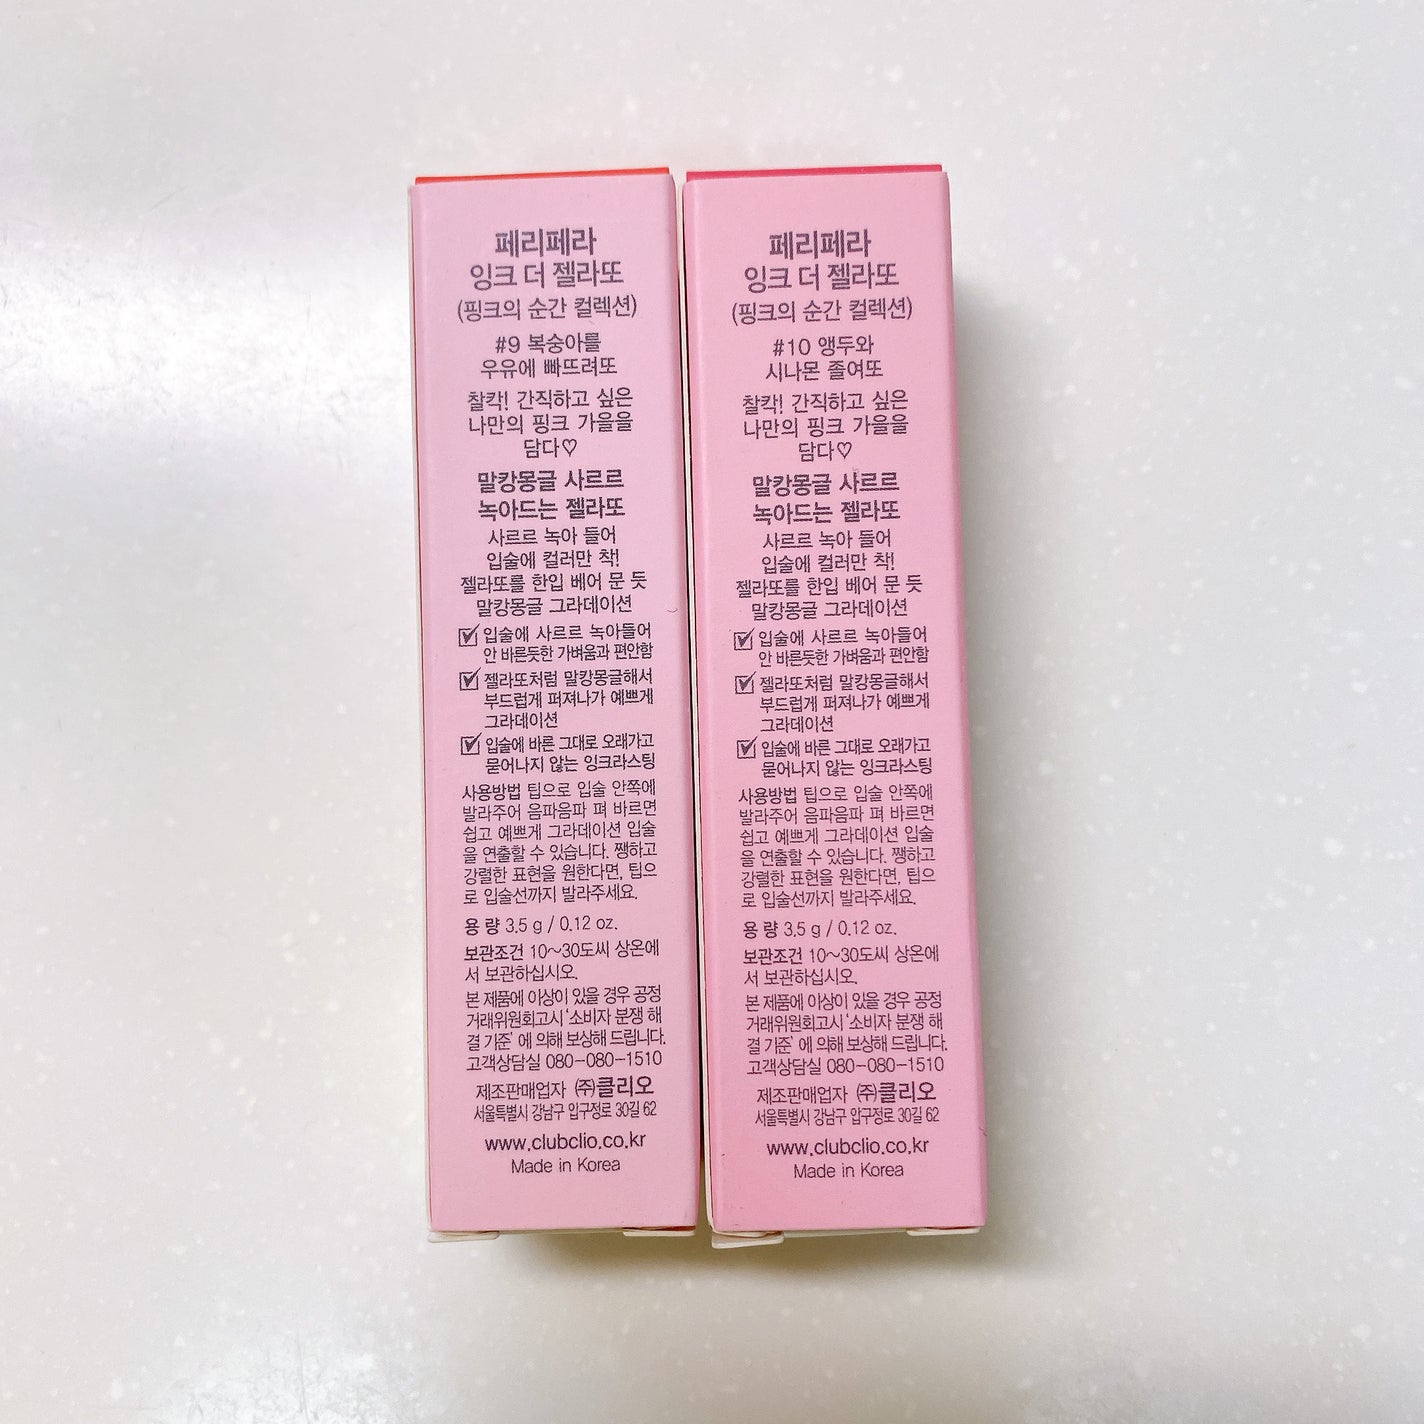 페리페라
잉크 더 젤라또
(핑크의 순간 컬렉션)
#9 복숭아를
우유에 빠뜨려또
찰칵! 간직하고 싶은
나만의 핑크 가을을
담다♡
말캉몽글 사르르
녹아드는 젤라또
사르르 녹아 들어
입술에 컬러만 착!
젤라또를 한입 베어 문 듯
말캉몽글 그라데이션
☑ 입술에 사르르 녹아들어
안 바른듯한 가벼움과 편안함
☑ 젤라또처럼 말캉몽글해서
부드럽게 퍼져나가 예쁘게
그라데이션
☑ 입술에 바른 그대로 오래가고
묻어나지 않는 잉크라스팅
사용방법 팁으로 입술 안쪽에
발라주어 음파음파 펴 바르면
쉽고 예쁘게 그라데이션 입술
을 연출할 수 있습니다. 쨍하고
강렬한 표현을 원한다면, 팁으
로 입술선까지 발라주세요.
용 량 3.5 g / 0.12 oz.
보관조건 10~30도씨 상온에
서 보관하십시오.
본 제품에 이상이 있을 경우 공정
거래위원회고시 '소비자 분쟁 해
결 기준' 에 의해 보상해 드립니다.
고객상담실 080-080-1510
제조판매업자 ㈜클리오
서울특별시 강남구 압구정로 30길 62
www.clubclio.co.kr
Made in Korea
페리페라
잉크 더 젤라또
(핑크의 순간 컬렉션)
#10 앵두와
시나몬 졸여또
찰칵! 간직하고 싶은
나만의 핑크 가을을
담다♡
말캉몽글 사르르
녹아드는 젤라또
사르르 녹아 들어
입술에 컬러만 착!
젤라또를 한입 베어 문 듯
말캉몽글 그라데이션
☑ 입술에 사르르 녹아들어
안 바른듯한 가벼움과 편안함
☑ 젤라또처럼 말캉몽글해서
부드럽게 퍼져나가 예쁘게
그라데이션
☑ 입술에 바른 그대로 오래가고
묻어나지 않는 잉크라스팅
사용방법 팁으로 입술 안쪽에
발라주어 음파음파 펴 바르면
쉽고 예쁘게 그라데이션 입술
을 연출할 수 있습니다. 쨍하고
강렬한 표현을 원한다면, 팁으
로 입술선까지 발라주세요.
용 량 3.5 g / 0.12 oz.
보관조건 10~30도씨 상온에
서 보관하십시오.
본 제품에 이상이 있을 경우 공정
거래위원회고시 '소비자 분쟁 해
결 기준' 에 의해 보상해 드립니다.
고객상담실 080-080-1510
제조판매업자 ㈜클리오
서울특별시 강남구 압구정로 30길 62
www.clubclio.co.kr
Made in Korea